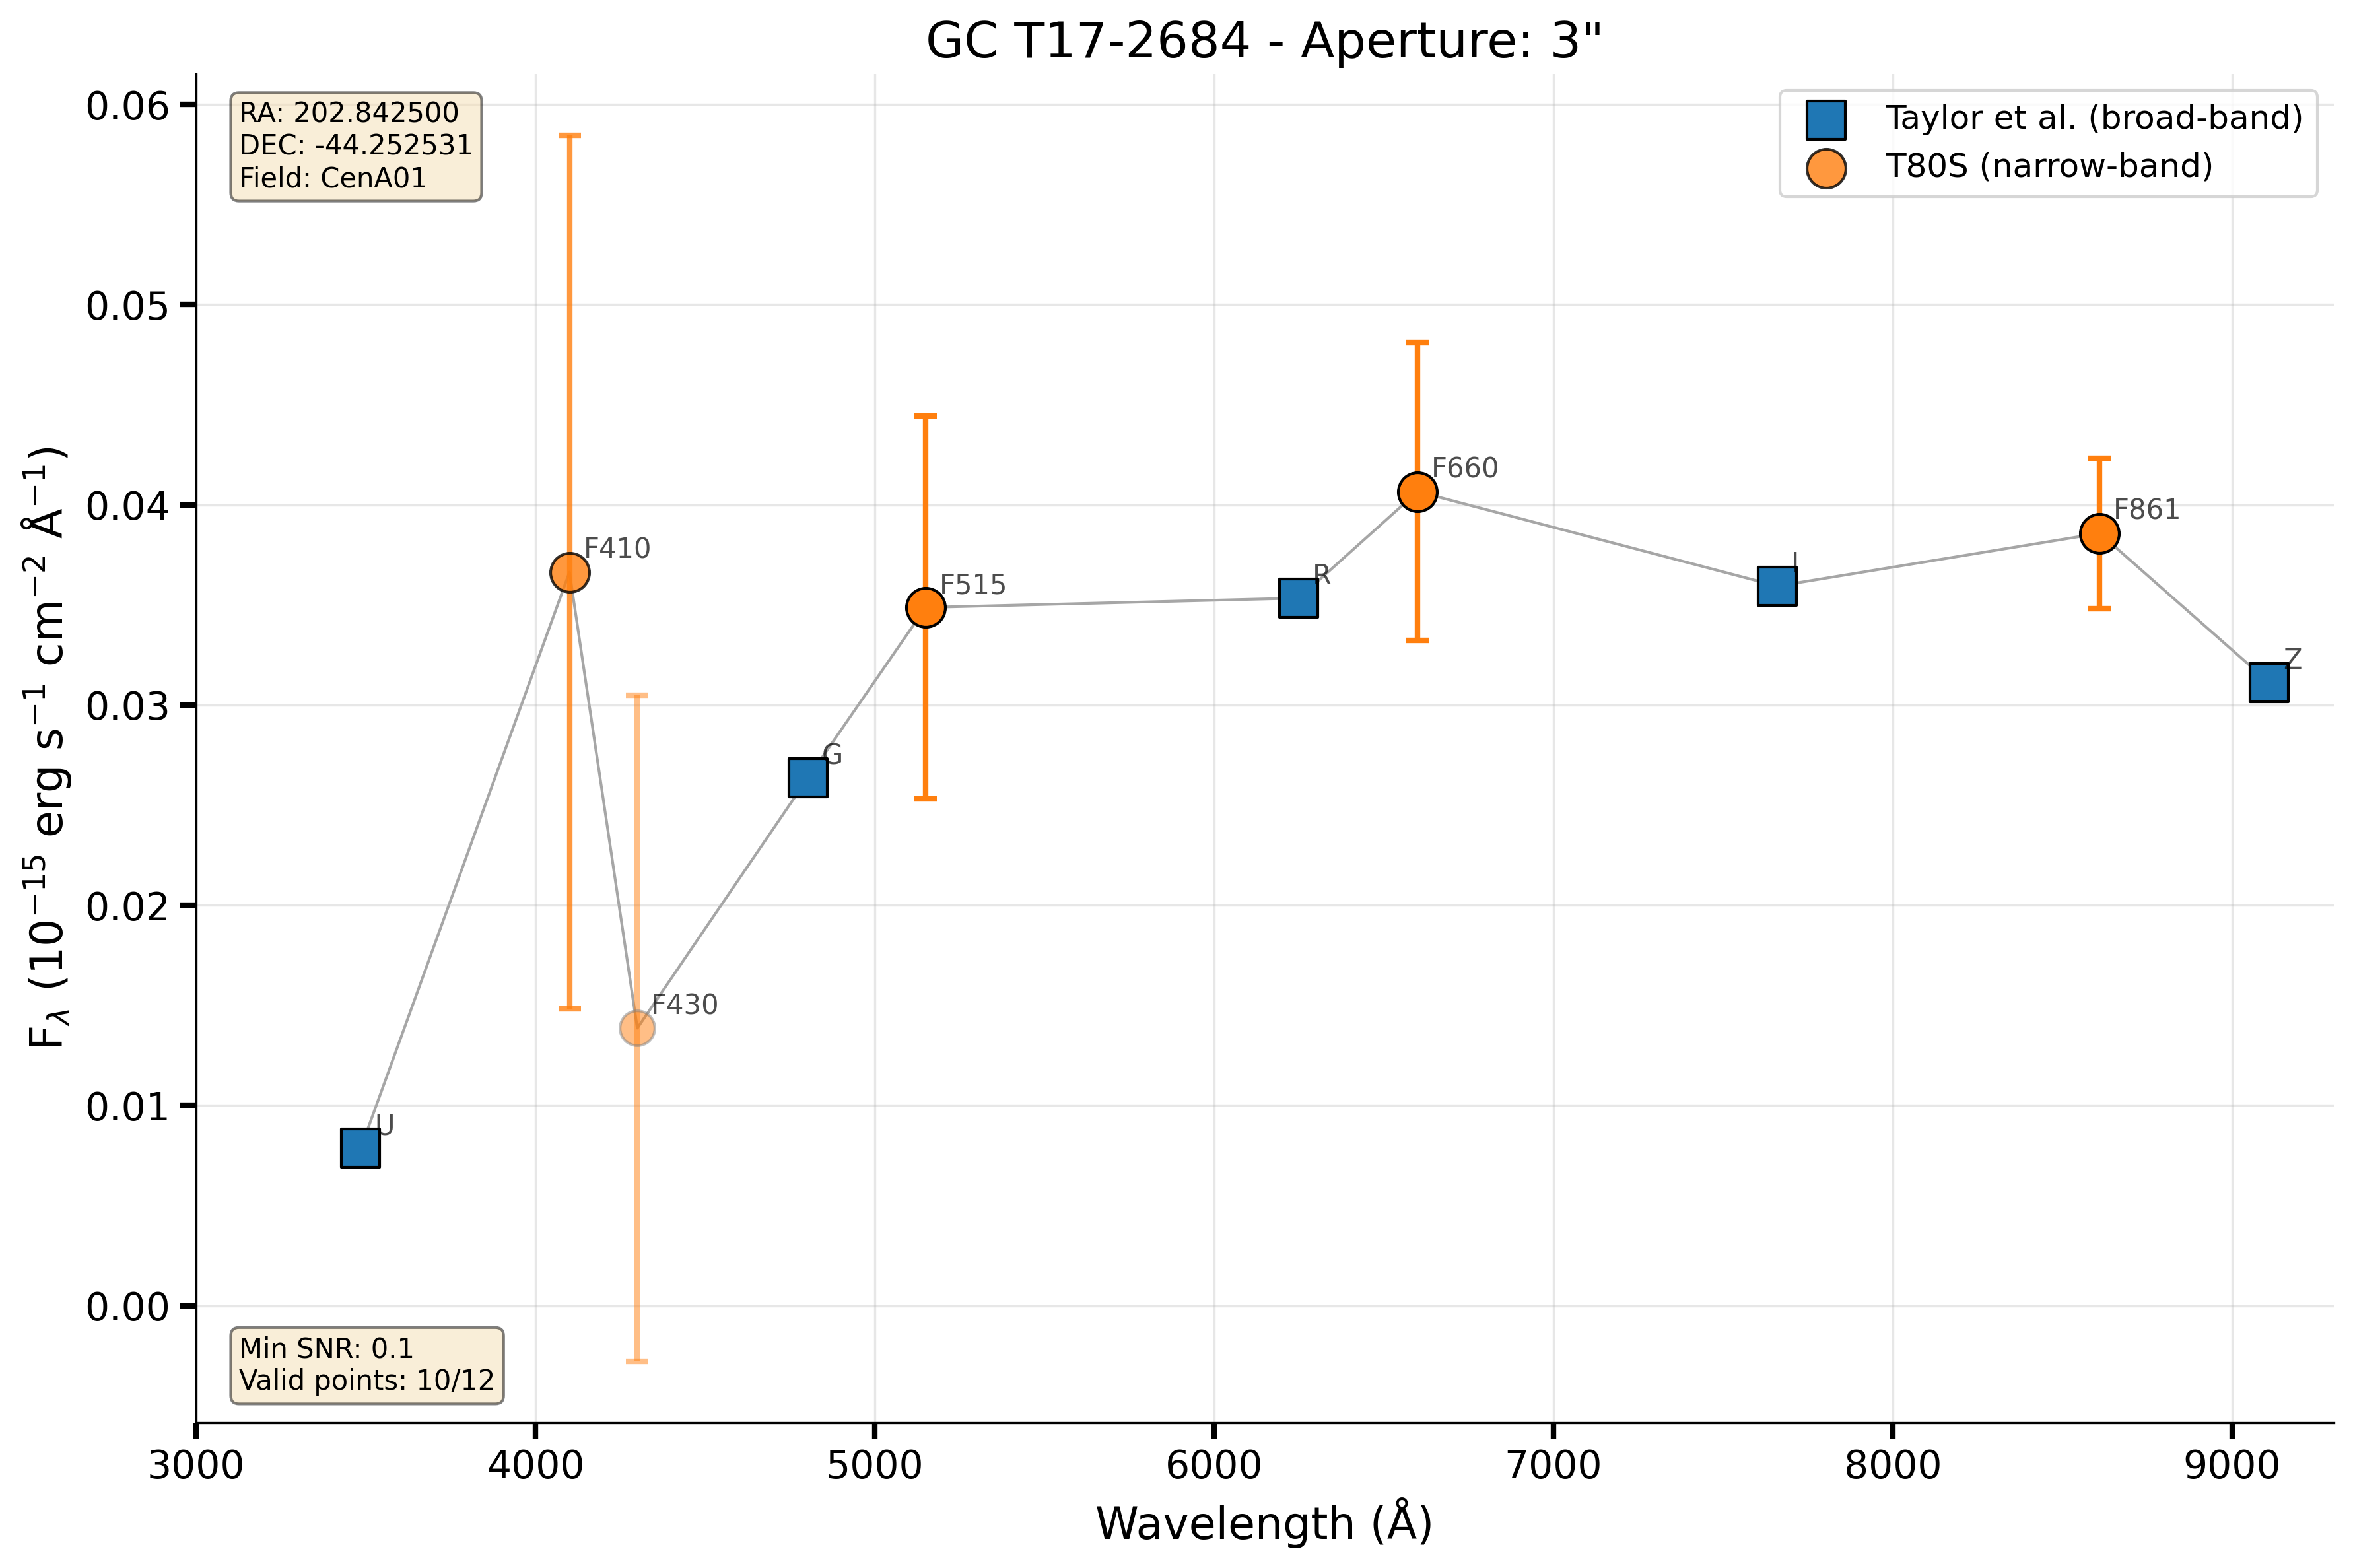 GC T17-2684 - Aperture: 3"
RA: 202.842500
DEC: -44.252531
Field: CenA01
Taylor et al. (broad-band)
T80S (narrow-band)
0.06
0.05
0.04
0.03
0.02
0.01
0.00
F410
F660
F861
F515
R
I
Z
G
F430
U
F_λ (10⁻¹⁵ erg s⁻¹ cm⁻² Å⁻¹)
Min SNR: 0.1
Valid points: 10/12
3000 4000 5000 6000 7000 8000 9000
Wavelength (Å)